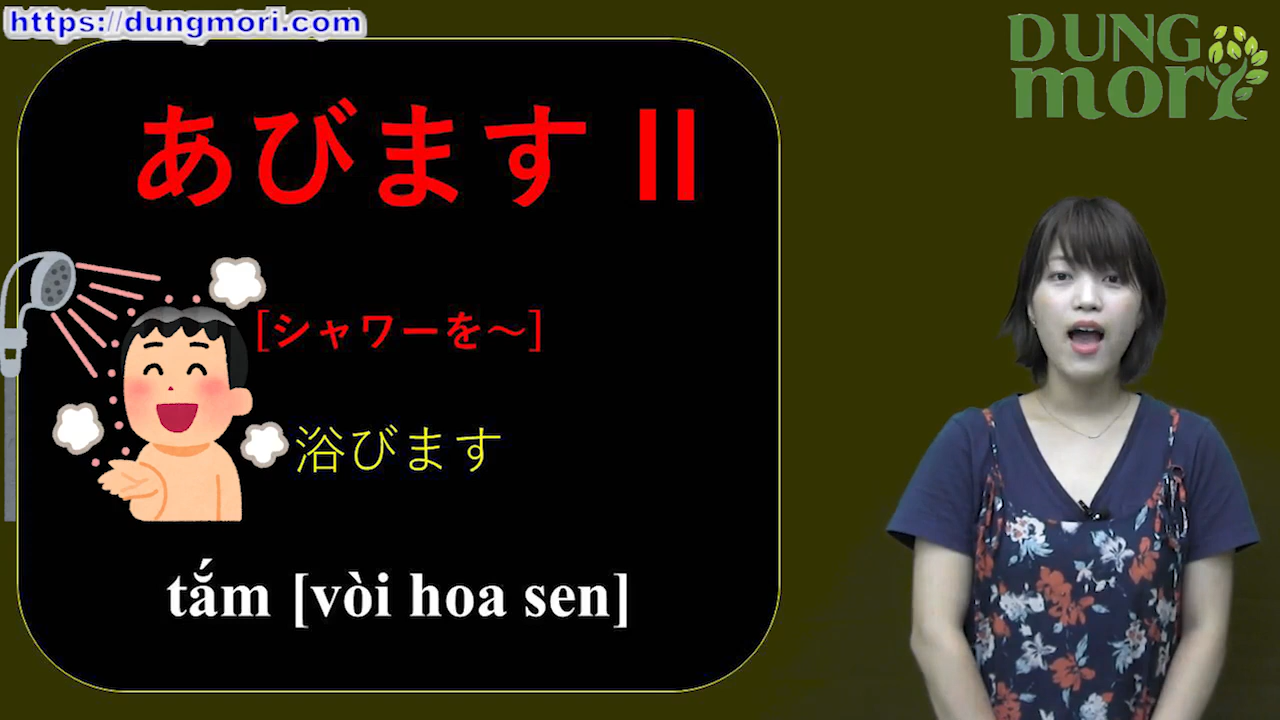 https://dungmori.com
DUNG
mori
あびます II
[シャワーを～]
浴びます
tắm [vòi hoa sen]